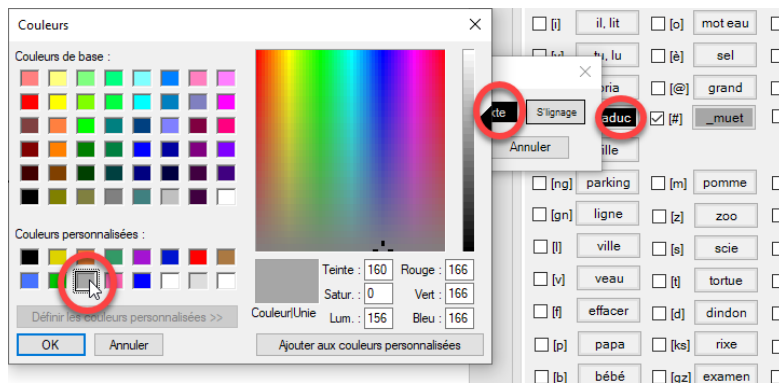 Couleurs
Couleurs de base :
Couleurs personnalisées :
Définir les couleurs personnalisées >>
OK
Annuler
Teinte : 160
Rouge : 166
Satur. : 0
Vert : 166
Couleur|Unie
Lum. : 156
Bleu : 166
Ajouter aux couleurs personnalisées
S'lignage
Annuler
[i]
il, lit
[o]
mot eau
tu, lu
[è]
sel
[@]
grand
aduc
[#]
_muet
[ng]
parking
[m]
pomme
[gn]
ligne
[z]
zoo
[l]
ville
[s]
scie
[v]
veau
[t]
tortue
[f]
effacer
[d]
dindon
[p]
papa
[ks]
rixe
[b]
bébé
[gz]
examen